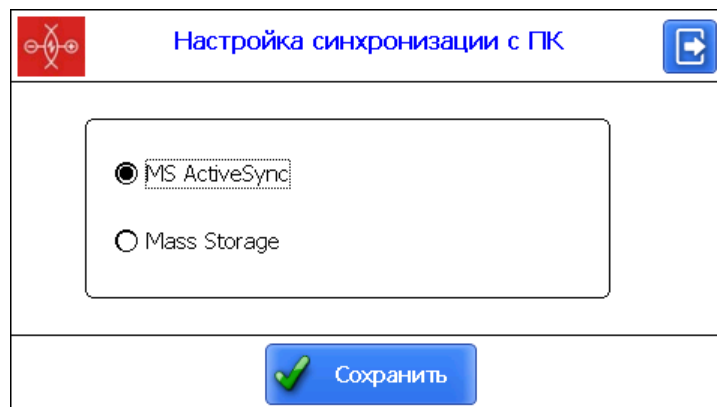 Настройка синхронизации с ПК
MS ActiveSync
Mass Storage
Сохранить